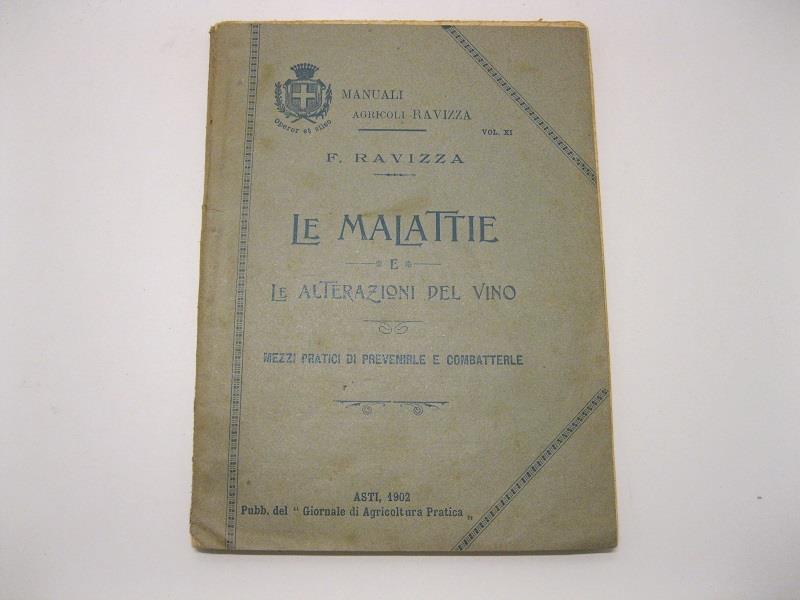 MANUALI
AGRICOLI RAVIZZA
Operor et sileo
VOL. XI
F. RAVIZZA
LE MALATTIE
E
LE ALTERAZIONI DEL VINO
MEZZI PRATICI DI PREVENIRLE E COMBATTERLE
ASTI, 1902
Pubb. del " Giornale di Agricoltura Pratica „